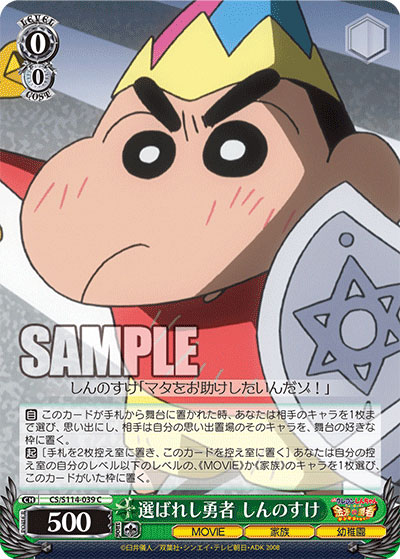 LEVEL
0
0
COST
SAMPLE
しんのすけ「マタをお助けしたいんだゾ！」
自 このカードが手札から舞台に置かれた時、あなたは相手のキャラを1枚ま
で選び、思い出にし、相手は自分の思い出置場のそのキャラを、舞台の好きな
枠に置く。
起［手札を2枚控え室に置き、このカードを控え室に置く］ あなたは自分の
控え室の自分のレベル以下のレベルの、《MOVIE》か《家族》のキャラを1枚選び、
このカードがいた枠に置く。
CH
CS/S114-039 C
500
選ばれし勇者 しんのすけ
MOVIE
家族
幼稚園
©臼井儀人／双葉社・シンエイ・テレビ朝日・ADK 2008